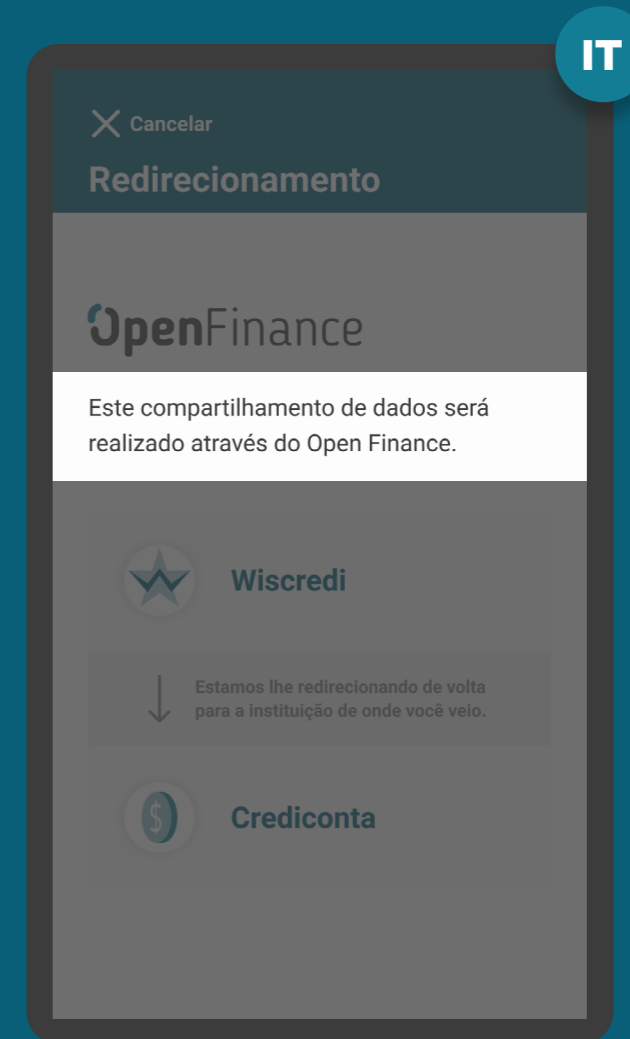 IT
Cancelar
Redirecionamento
OpenFinance
Este compartilhamento de dados será
realizado através do Open Finance.
Wiscredi
Estamos lhe redirecionando de volta
para a instituição de onde você veio.
$
Crediconta